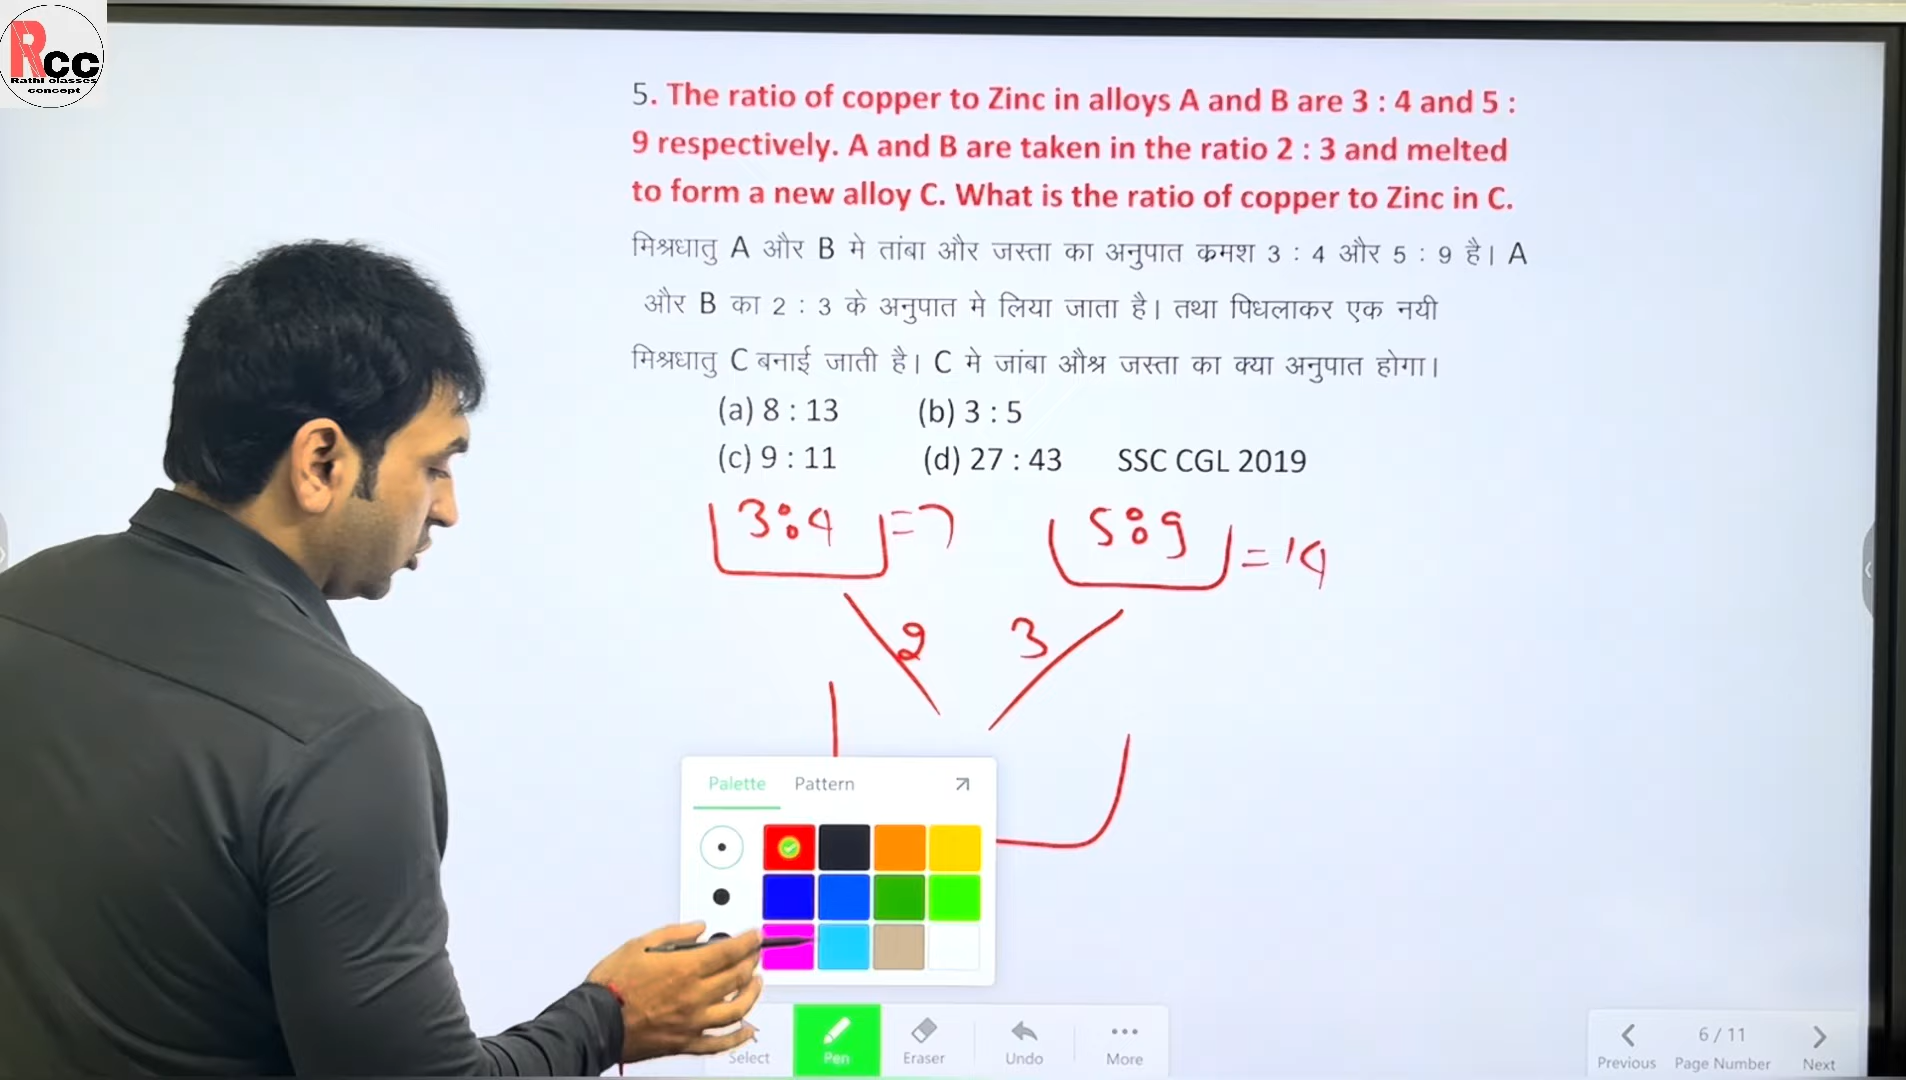 Rcc
Rathi classes
concept
5. The ratio of copper to Zinc in alloys A and B are 3 : 4 and 5 :
9 respectively. A and B are taken in the ratio 2 : 3 and melted
to form a new alloy C. What is the ratio of copper to Zinc in C.
मिश्रधातु A और B मे तांबा और जस्ता का अनुपात कमश 3 : 4 और 5 : 9 है। A
और B का 2 : 3 के अनुपात मे लिया जाता है। तथा पिधलाकर एक नयी
मिश्रधातु C बनाई जाती है। C मे जांबा औश्र जस्ता का क्या अनुपात होगा।
(a) 8 : 13 (b) 3 : 5
(c) 9 : 11 (d) 27 : 43 SSC CGL 2019
3:4 =7 5:9 = 14
2 3
Palette Pattern
Select Pen Eraser Undo More
6 / 11
Previous Page Number Next